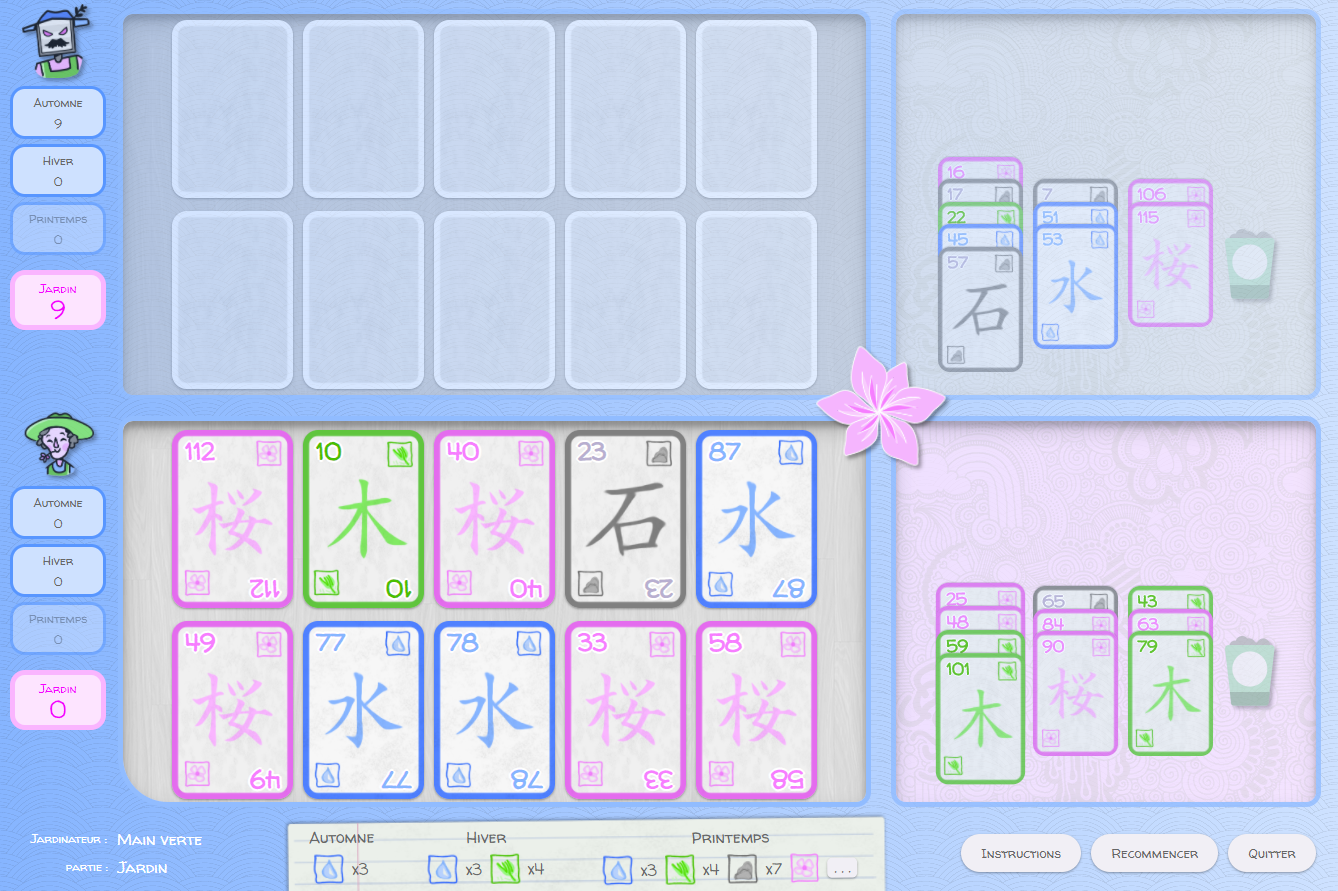 Automne
9
Hiver
0
Printemps
0
Jardin
9
16
17
22
45
57
石
7
51
53
水
106
115
桜
Automne
0
Hiver
0
Printemps
0
Jardin
0
112
桜
112
10
木
10
40
桜
40
23
石
23
87
水
87
49
桜
49
77
水
77
78
水
78
33
桜
33
58
桜
58
25
48
59
101
木
65
84
90
桜
43
63
79
木
Jardinateur : Main verte
partie : Jardin
Automne Hiver Printemps
x3 x3 x4 x3 x4 x7 ...
Instructions Recommencer Quitter